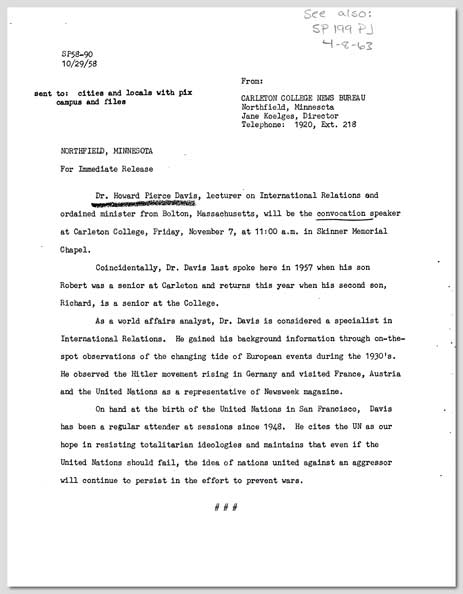 See also:
SP199 PJ
4-8-63
SP58-90
10/29/58
From:
sent to: cities and locals with pix
campus and files
CARLETON COLLEGE NEWS BUREAU
Northfield, Minnesota
Jane Koelges, Director
Telephone: 1920, Ext. 218
NORTHFIELD, MINNESOTA
For Immediate Release
Dr. Howard Pierce Davis, lecturer on International Relations and
ordained minister from Bolton, Massachusetts, will be the convocation speaker
at Carleton College, Friday, November 7, at 11:00 a.m. in Skinner Memorial
Chapel.
Coincidentally, Dr. Davis last spoke here in 1957 when his son
Robert was a senior at Carleton and returns this year when his second son,
Richard, is a senior at the College.
As a world affairs analyst, Dr. Davis is considered a specialist in
International Relations. He gained his background information through on-the-
spot observations of the changing tide of European events during the 1930's.
He observed the Hitler movement rising in Germany and visited France, Austria
and the United Nations as a representative of Newsweek magazine.
On hand at the birth of the United Nations in San Francisco, Davis
has been a regular attender at sessions since 1948. He cites the UN as our
hope in resisting totalitarian ideologies and maintains that even if the
United Nations should fail, the idea of nations united against an aggressor
will continue to persist in the effort to prevent wars.
# # #